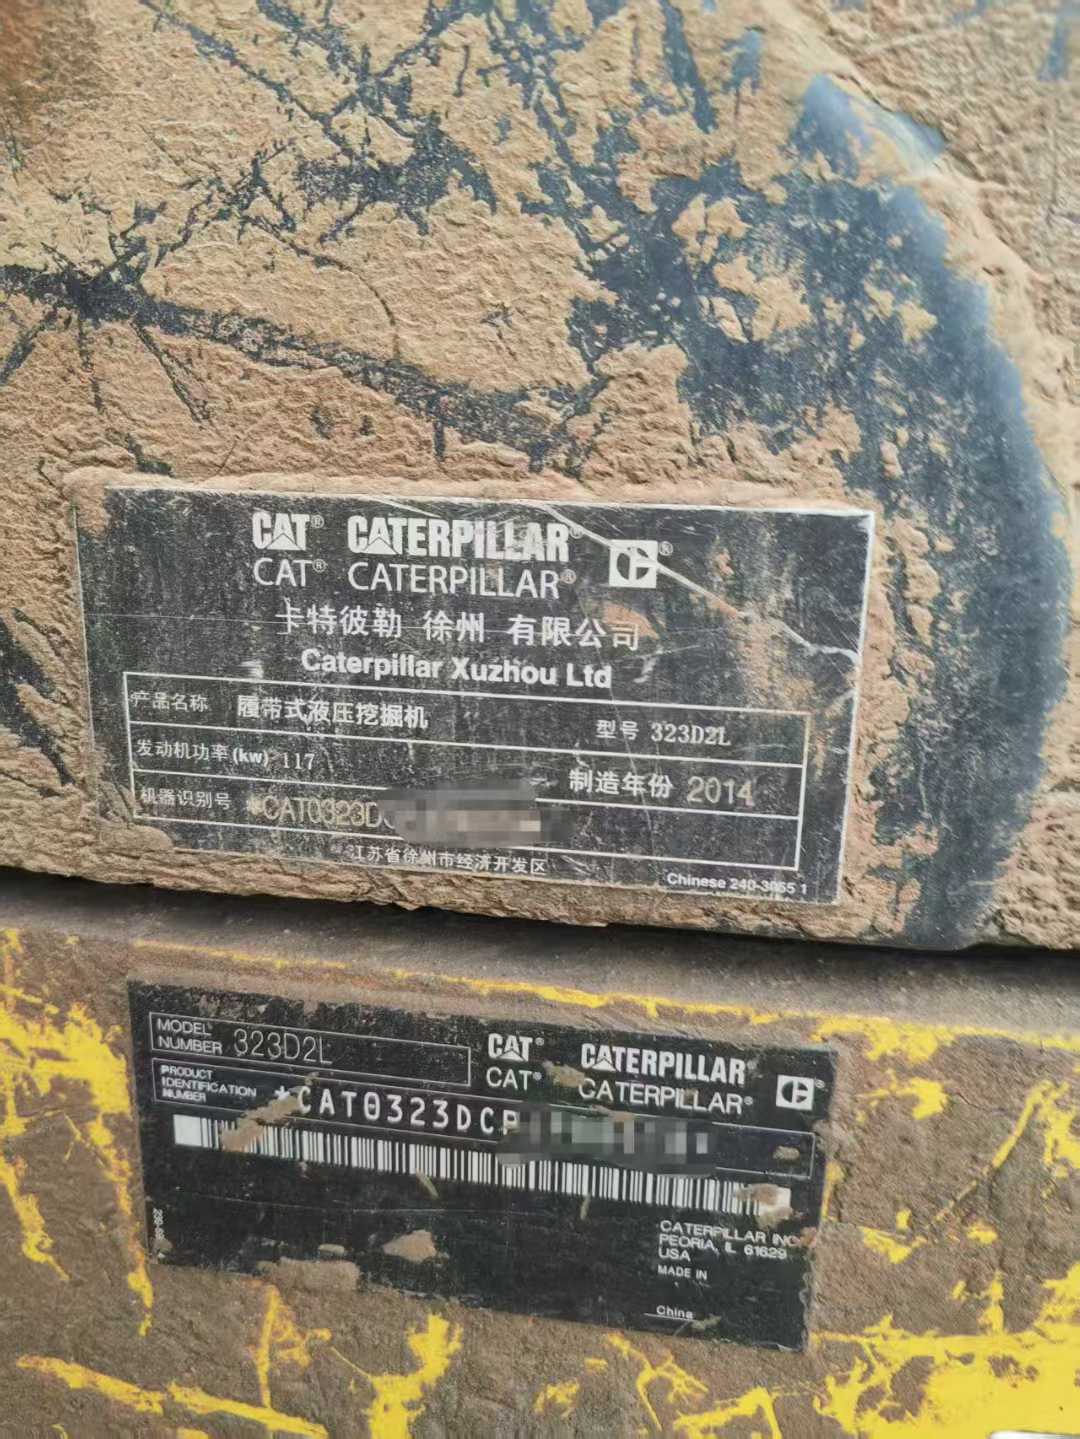 CAT® CATERPILLAR®
CAT® CATERPILLAR®
卡特彼勒 徐州 有限公司
Caterpillar Xuzhou Ltd
产品名称 履带式液压挖掘机 型号 323D2L
发动机功率(kw) 117 制造年份 2014
机器识别号 *CAT0323D
江苏省徐州市经济开发区
Chinese 240-3055 1
MODEL NUMBER 323D2L
CAT® CATERPILLAR®
CAT® CATERPILLAR®
PRODUCT IDENTIFICATION NUMBER *CAT0323DC
CATERPILLAR INC
PEORIA, IL 61629
USA
MADE IN
China